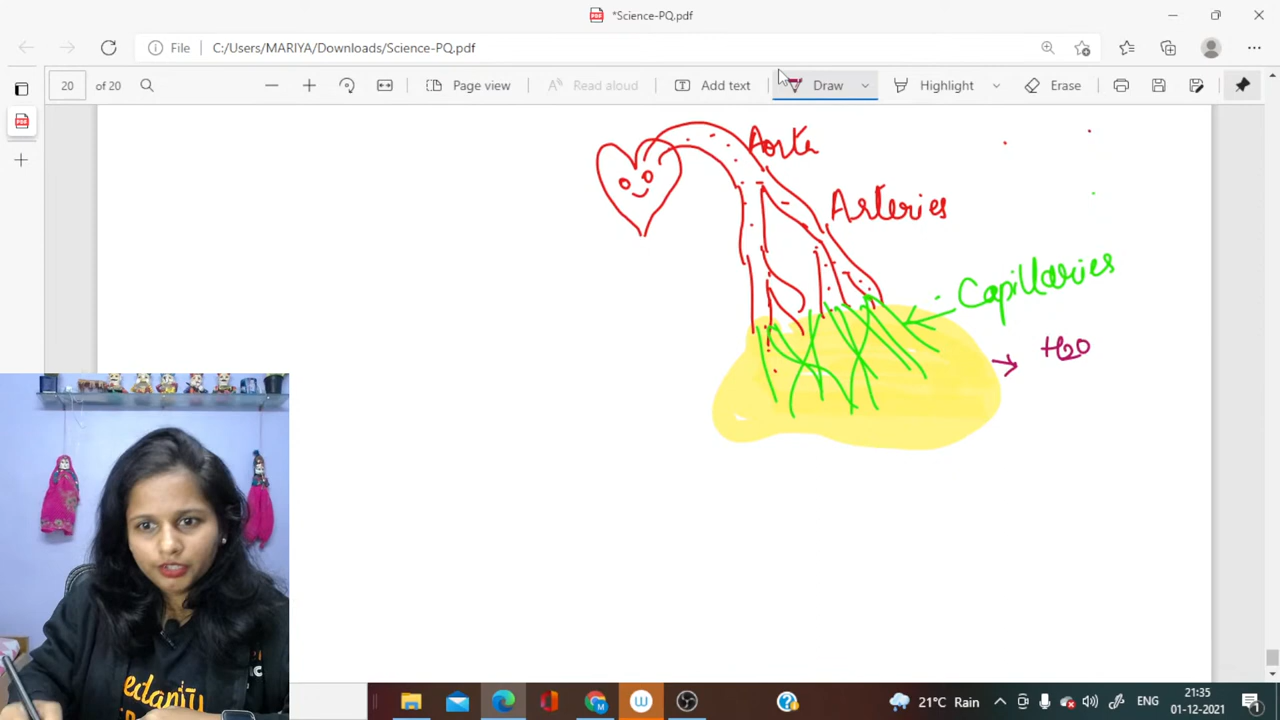 *Science-PQ.pdf
File C:/Users/MARIYA/Downloads/Science-PQ.pdf
20 of 20 Page view Read aloud Add text Draw Highlight Erase
Aorta
Arteries
Capillaries
H2O
Vedantu
21°C Rain ENG 21:35
01-12-2021